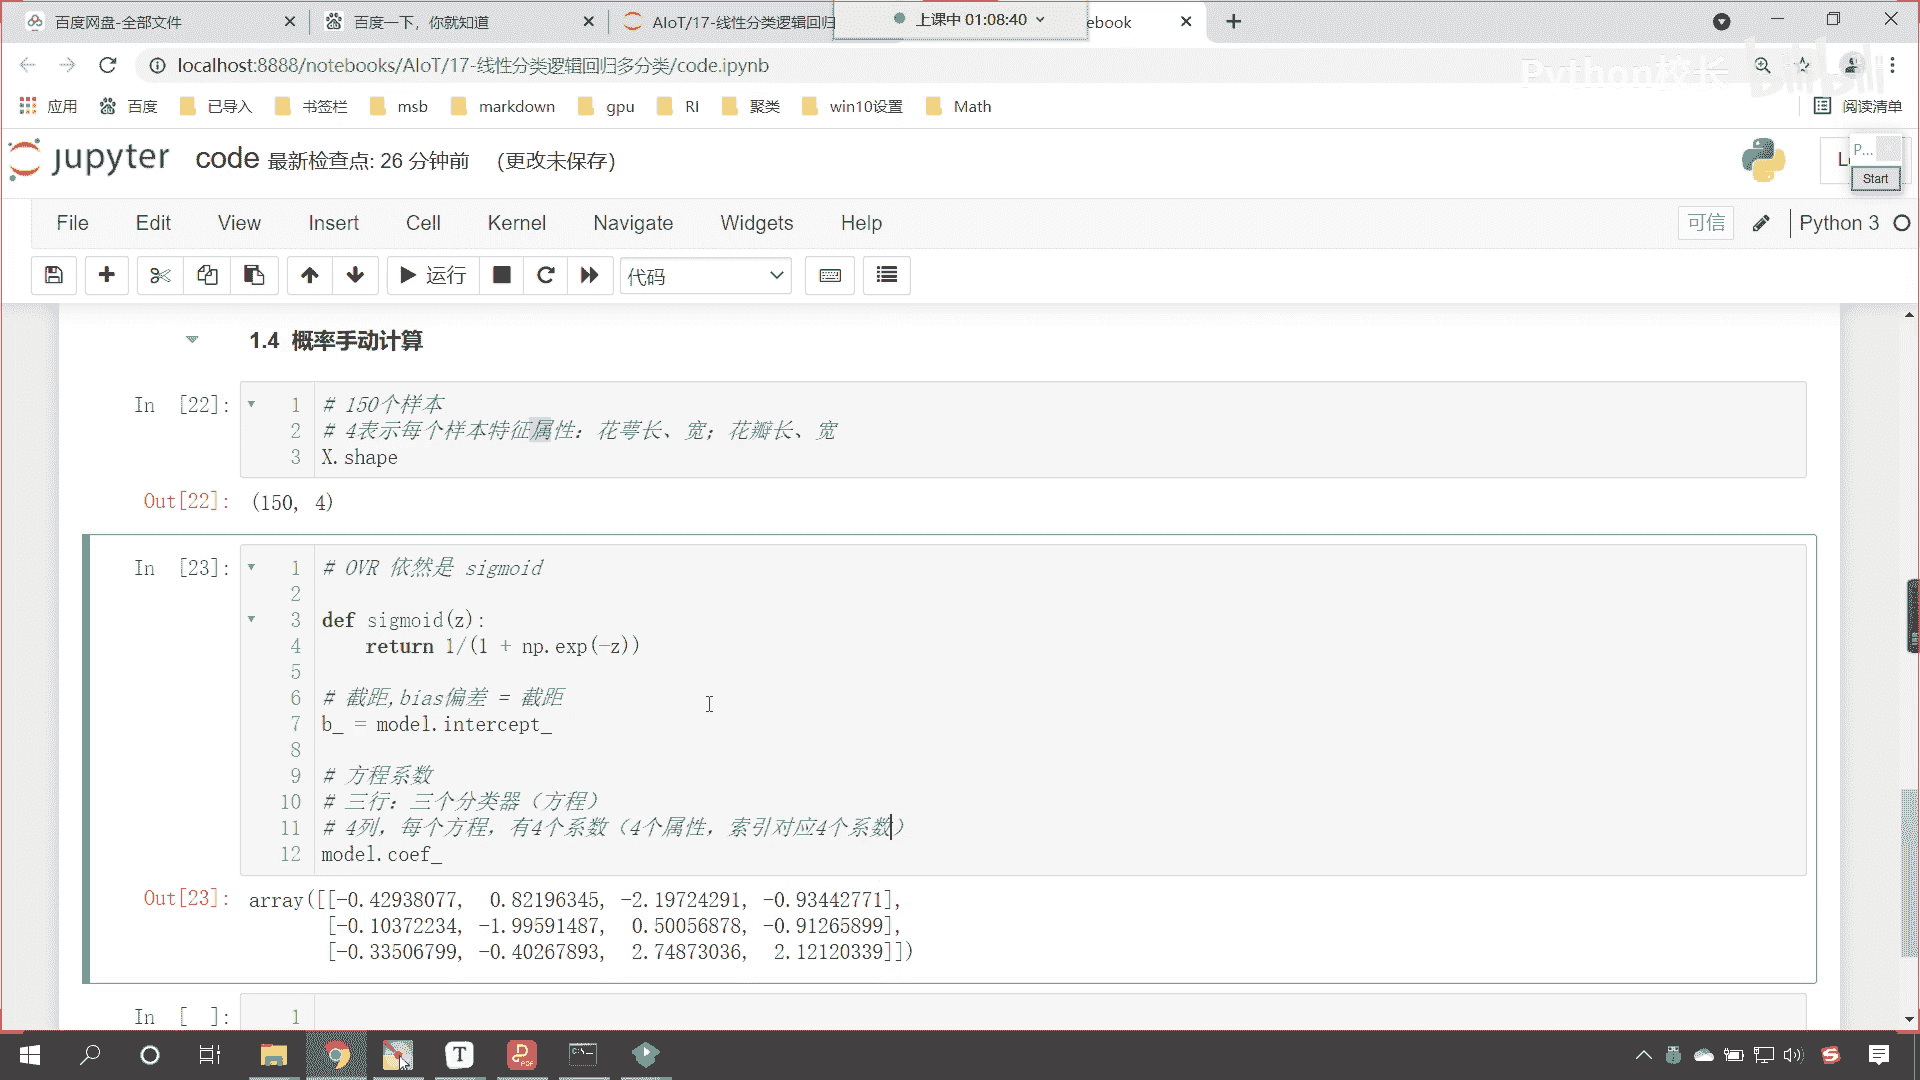 百度网盘-全部文件
百度一下，你就知道
AIoT/17-线性分类逻辑回归
上课中 01:08:40
ebook
localhost:8888/notebooks/AIoT/17-线性分类逻辑回归多分类/code.ipynb
Python校长
bilibili
应用 百度 已导入 书签栏 msb markdown gpu RI 聚类 win10设置 Math 阅读清单
jupyter code 最新检查点: 26 分钟前 (更改未保存)
P...
Start
File Edit View Insert Cell Kernel Navigate Widgets Help 可信 Python 3
运行 代码
1.4 概率手动计算
In [22]:
1 # 150个样本
2 # 4表示每个样本特征属性：花萼长、宽；花瓣长、宽
3 X.shape
Out[22]: (150, 4)
In [23]:
1 # OVR 依然是 sigmoid
2
3 def sigmoid(z):
4 return 1/(1 + np.exp(-z))
5
6 # 截距,bias偏差 = 截距
7 b_ = model.intercept_
8
9 # 方程系数
10 # 三行：三个分类器（方程）
11 # 4列，每个方程，有4个系数（4个属性，索引对应4个系数）
12 model.coef_
Out[23]: array([[-0.42938077, 0.82196345, -2.19724291, -0.93442771],
[-0.10372234, -1.99591487, 0.50056878, -0.91265899],
[-0.33506799, -0.40267893, 2.74873036, 2.12120339]])
In [ ]: 1